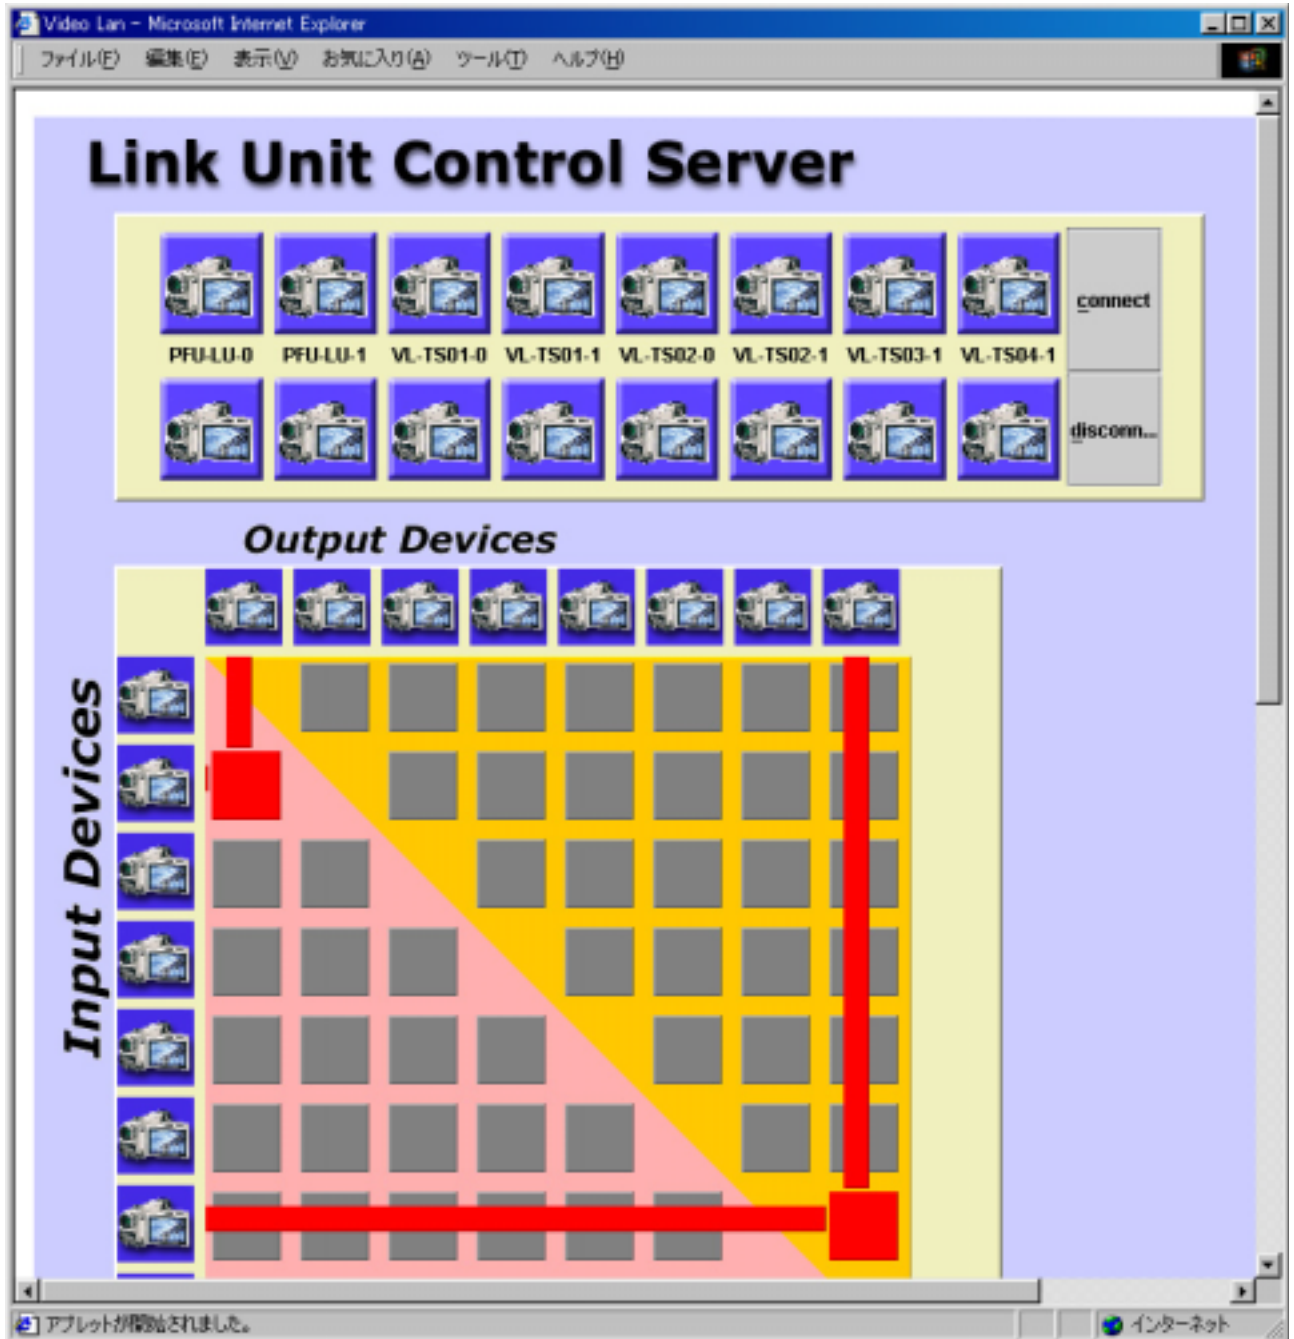 Video Lan - Microsoft Internet Explorer
ファイル(F) 編集(E) 表示(V) お気に入り(A) ツール(T) ヘルプ(H)
Link Unit Control Server
connect
PFU-LU-0 PFU-LU-1 VL-TS01-0 VL-TS01-1 VL-TS02-0 VL-TS02-1 VL-TS03-1 VL-TS04-1
disconn...
Output Devices
Input Devices
アプレットが開始されました。 インターネット